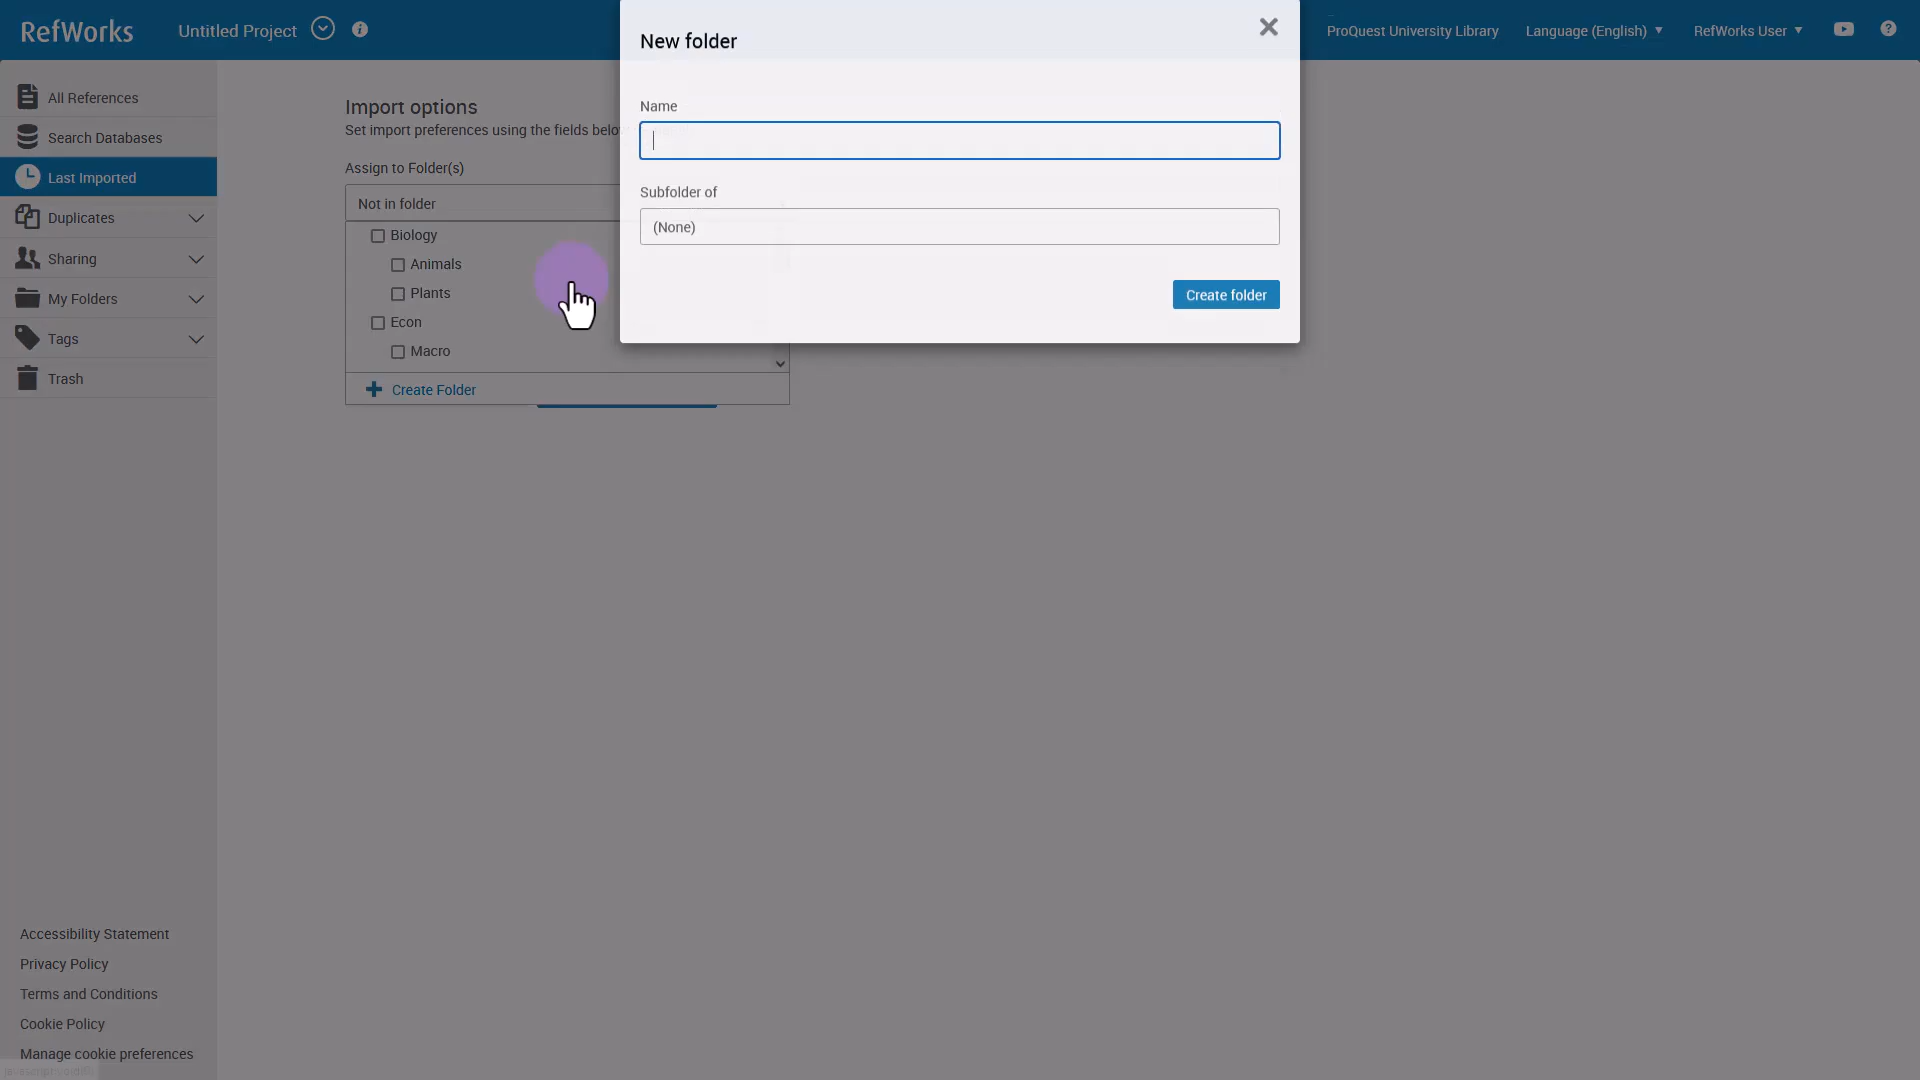 RefWorks
Untitled Project
ProQuest University Library
Language (English)
RefWorks User
All References
Search Databases
Last Imported
Duplicates
Sharing
My Folders
Tags
Trash
Import options
Set import preferences using the fields
Assign to Folder(s)
Not in folder
Biology
Animals
Plants
Econ
Macro
Create Folder
New folder
Name
Subfolder of
(None)
Create folder
Accessibility Statement
Privacy Policy
Terms and Conditions
Cookie Policy
Manage cookie preferences